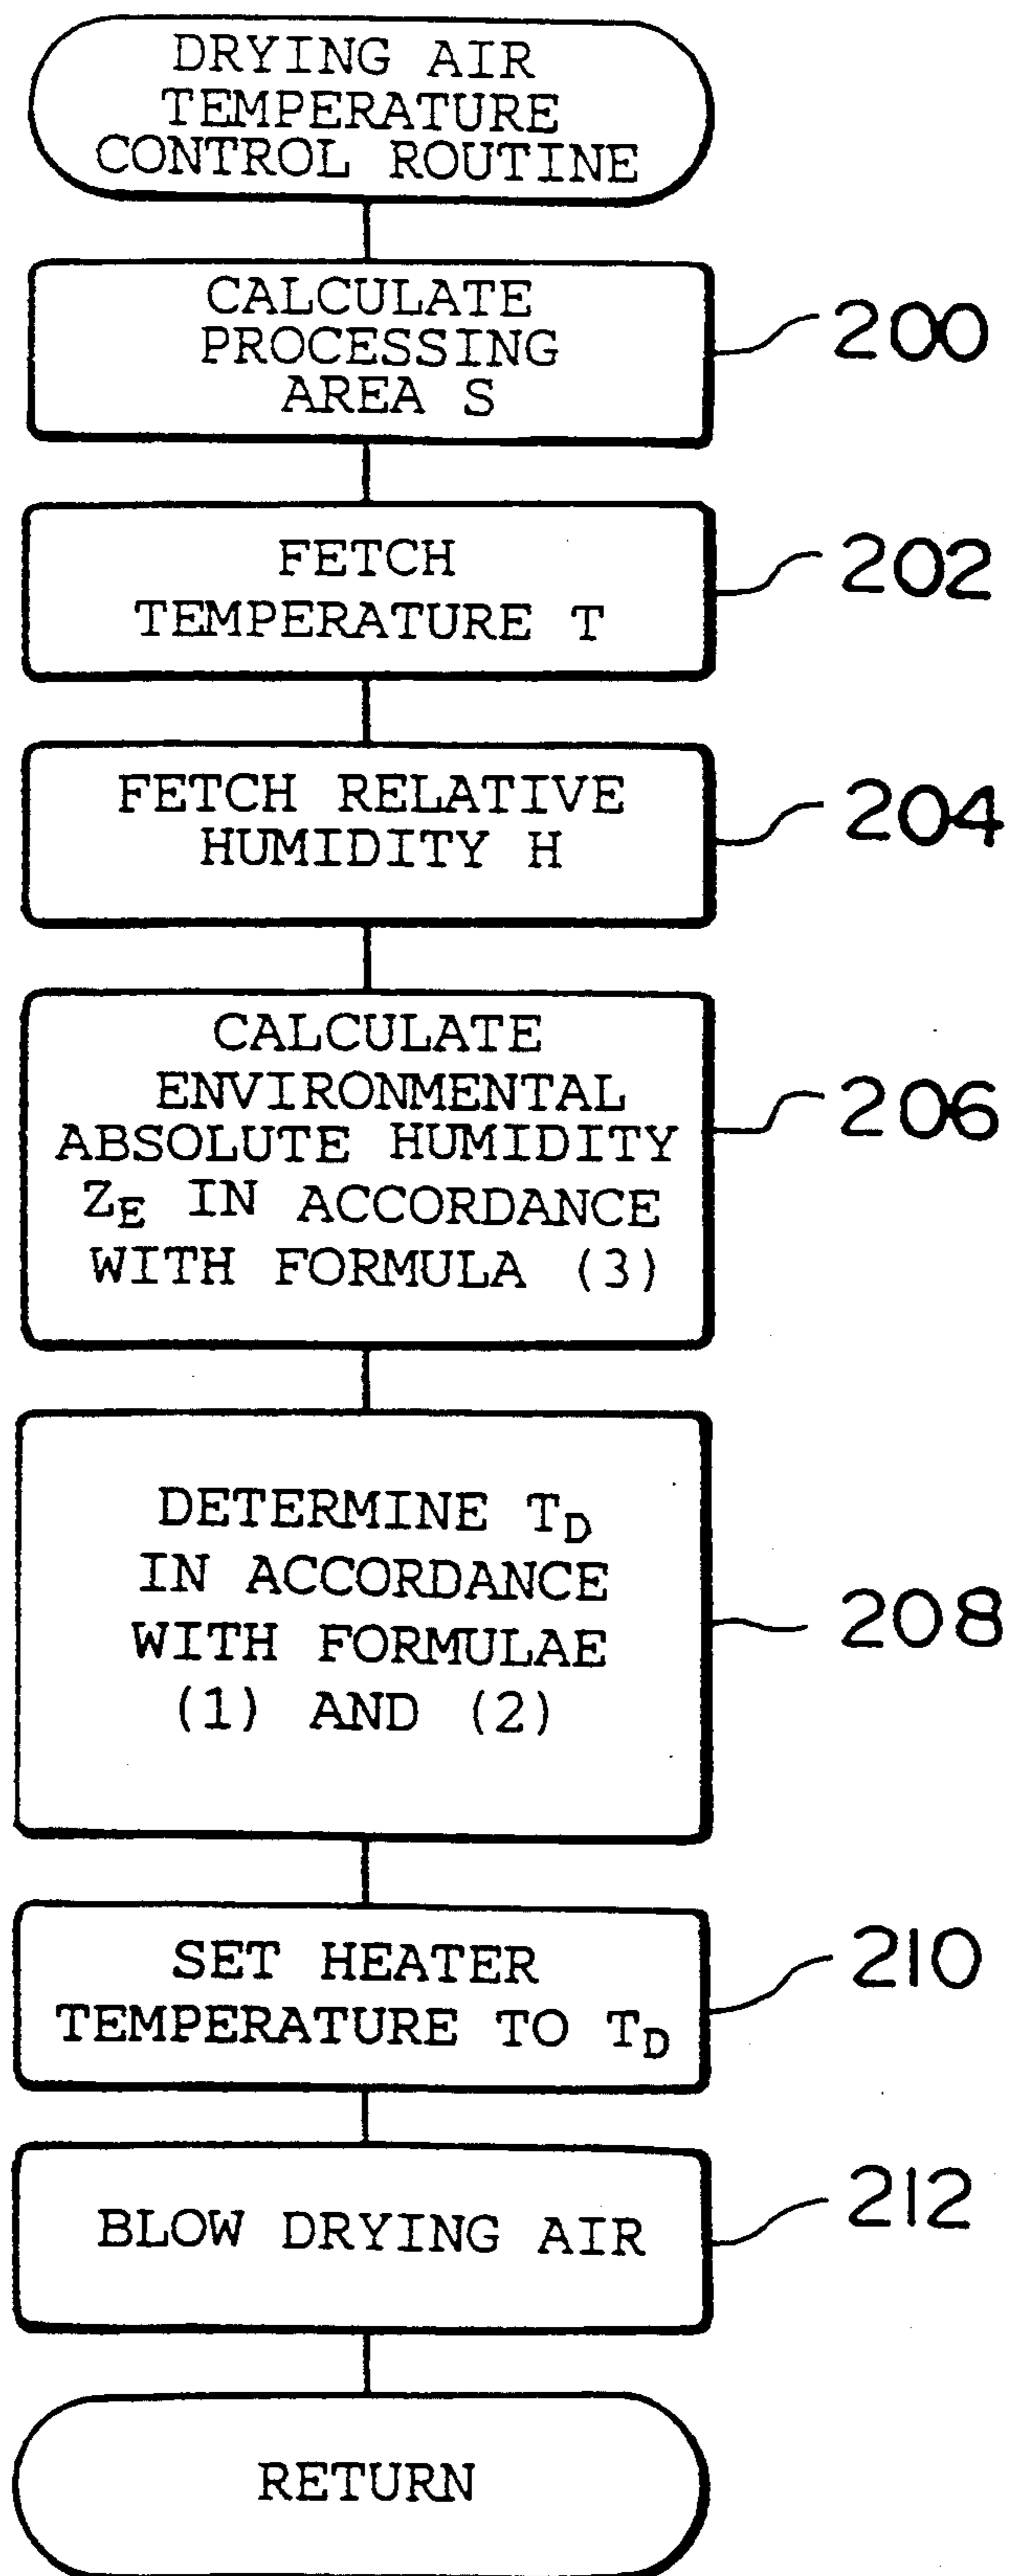 DRYING AIR
TEMPERATURE
CONTROL ROUTINE
CALCULATE
PROCESSING
AREA S
200
FETCH
TEMPERATURE T
202
FETCH RELATIVE
HUMIDITY H
204
CALCULATE
ENVIRONMENTAL
ABSOLUTE HUMIDITY
ZE IN ACCORDANCE
WITH FORMULA (3)
206
DETERMINE TD
IN ACCORDANCE
WITH FORMULAE
(1) AND (2)
208
SET HEATER
TEMPERATURE TO TD
210
BLOW DRYING AIR
212
RETURN